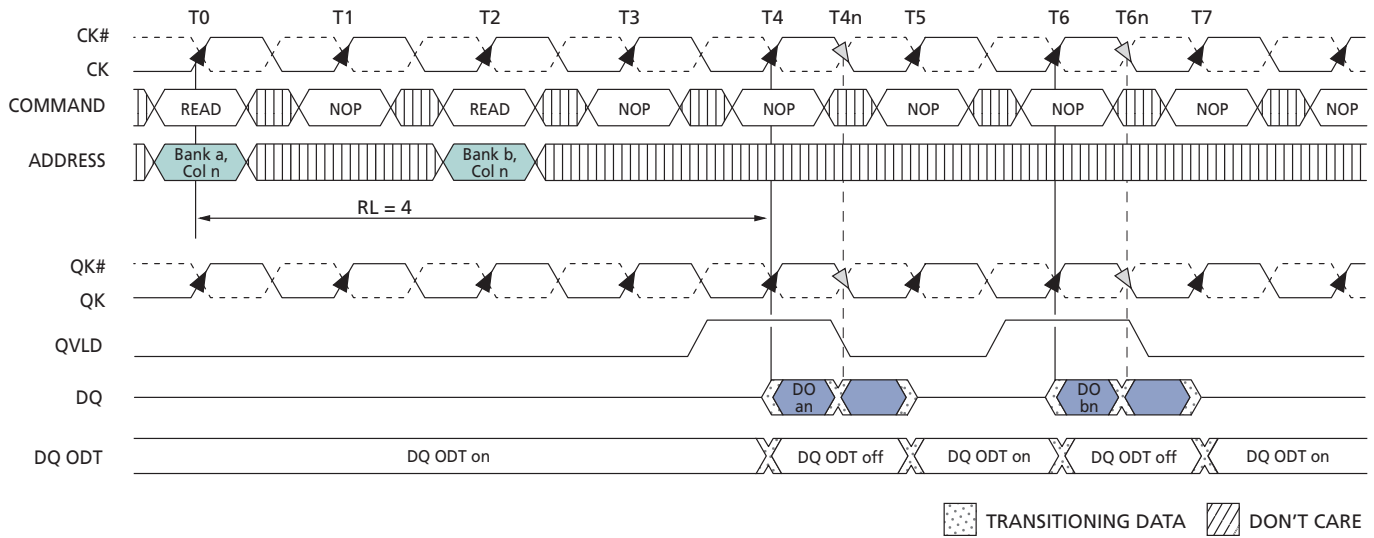 T0 T1 T2 T3 T4 T4n T5 T6 T6n T7
CK#
CK
COMMAND READ NOP READ NOP NOP NOP NOP NOP NOP
ADDRESS Bank a, Col n Bank b, Col n
RL = 4
QK#
QK
QVLD
DQ DO an DO bn
DQ ODT DQ ODT on DQ ODT off DQ ODT on DQ ODT off DQ ODT on
TRANSITIONING DATA DON'T CARE